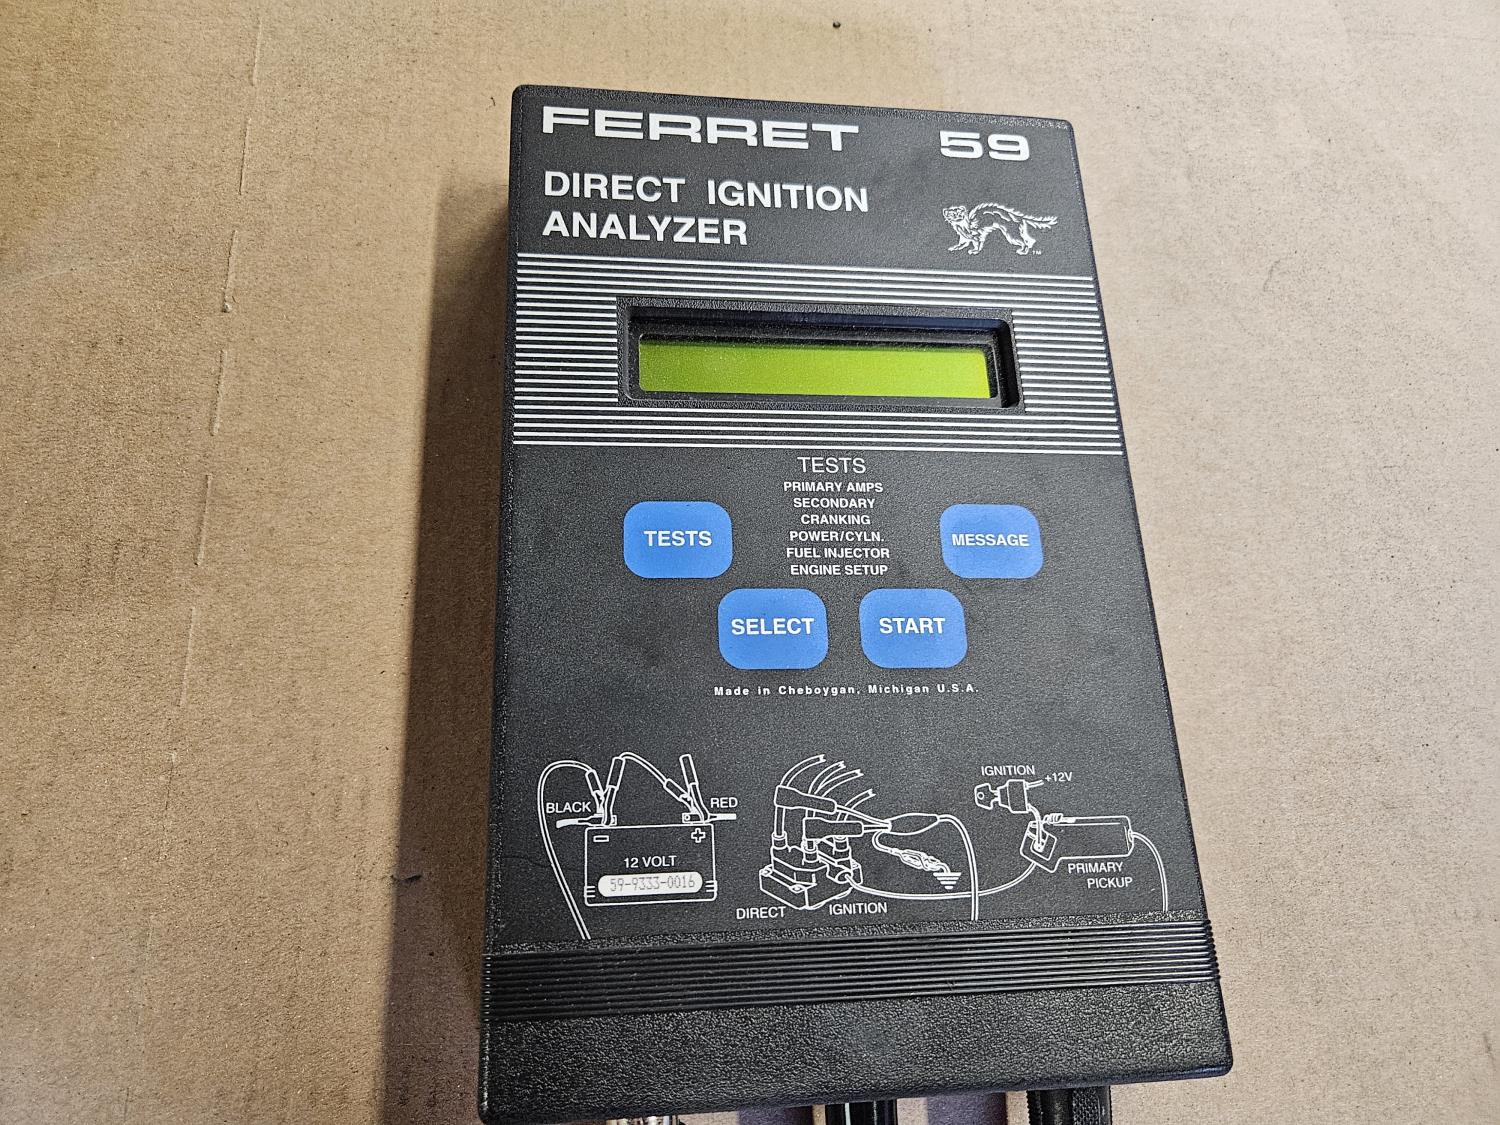 FERRET 59
DIRECT IGNITION
ANALYZER
TM
TESTS
PRIMARY AMPS
SECONDARY
CRANKING
POWER/CYLN.
FUEL INJECTOR
ENGINE SETUP
TESTS
MESSAGE
SELECT
START
Made in Cheboygan, Michigan U.S.A.
BLACK
RED
- +
12 VOLT
59-9333-0016
DIRECT IGNITION
IGNITION
+12V
PRIMARY
PICKUP